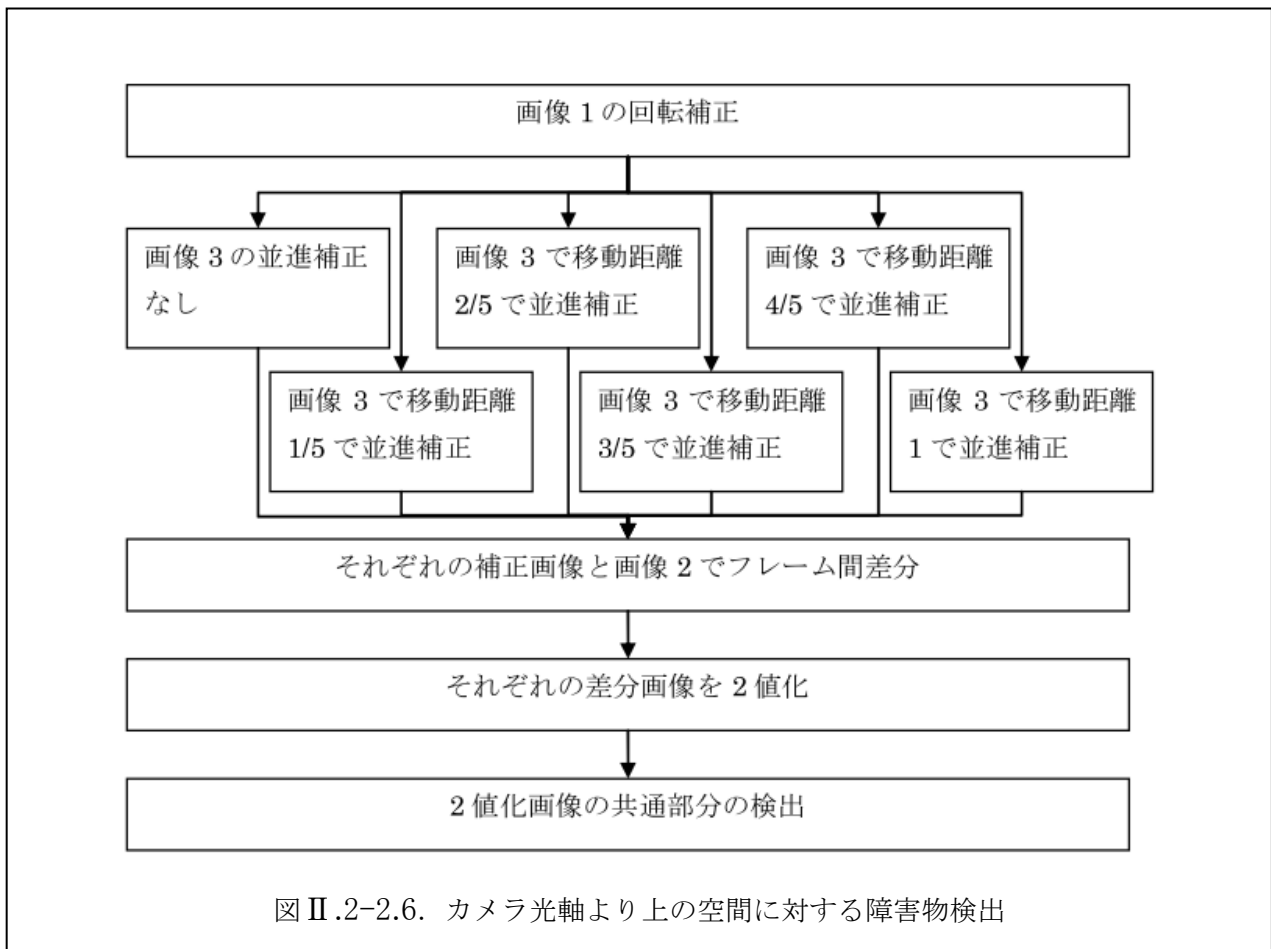 画像 1 の回転補正
画像 3 の並進補正
なし
画像 3 で移動距離
2/5 で並進補正
画像 3 で移動距離
4/5 で並進補正
画像 3 で移動距離
1/5 で並進補正
画像 3 で移動距離
3/5 で並進補正
画像 3 で移動距離
1 で並進補正
それぞれの補正画像と画像 2 でフレーム間差分
それぞれの差分画像を 2 値化
2 値化画像の共通部分の検出
図Ⅱ.2-2.6. カメラ光軸より上の空間に対する障害物検出